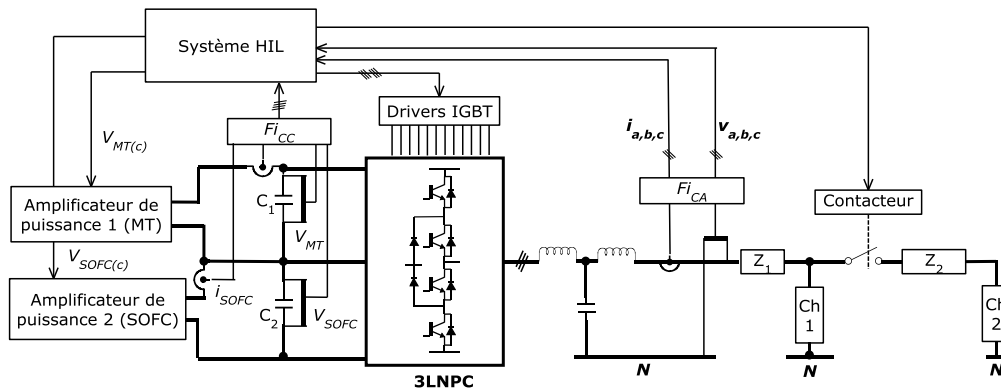 Système HIL
Drivers IGBT
Fi_CC
V_MT(c)
i_a,b,c
v_a,b,c
Fi_CA
Contacteur
Amplificateur de
puissance 1 (MT)
C_1
V_MT
V_SOFC(c)
Z_1
Z_2
Amplificateur de
puissance 2 (SOFC)
i_SOFC
C_2
V_SOFC
Ch
1
Ch
2
N
N
N
3LNPC